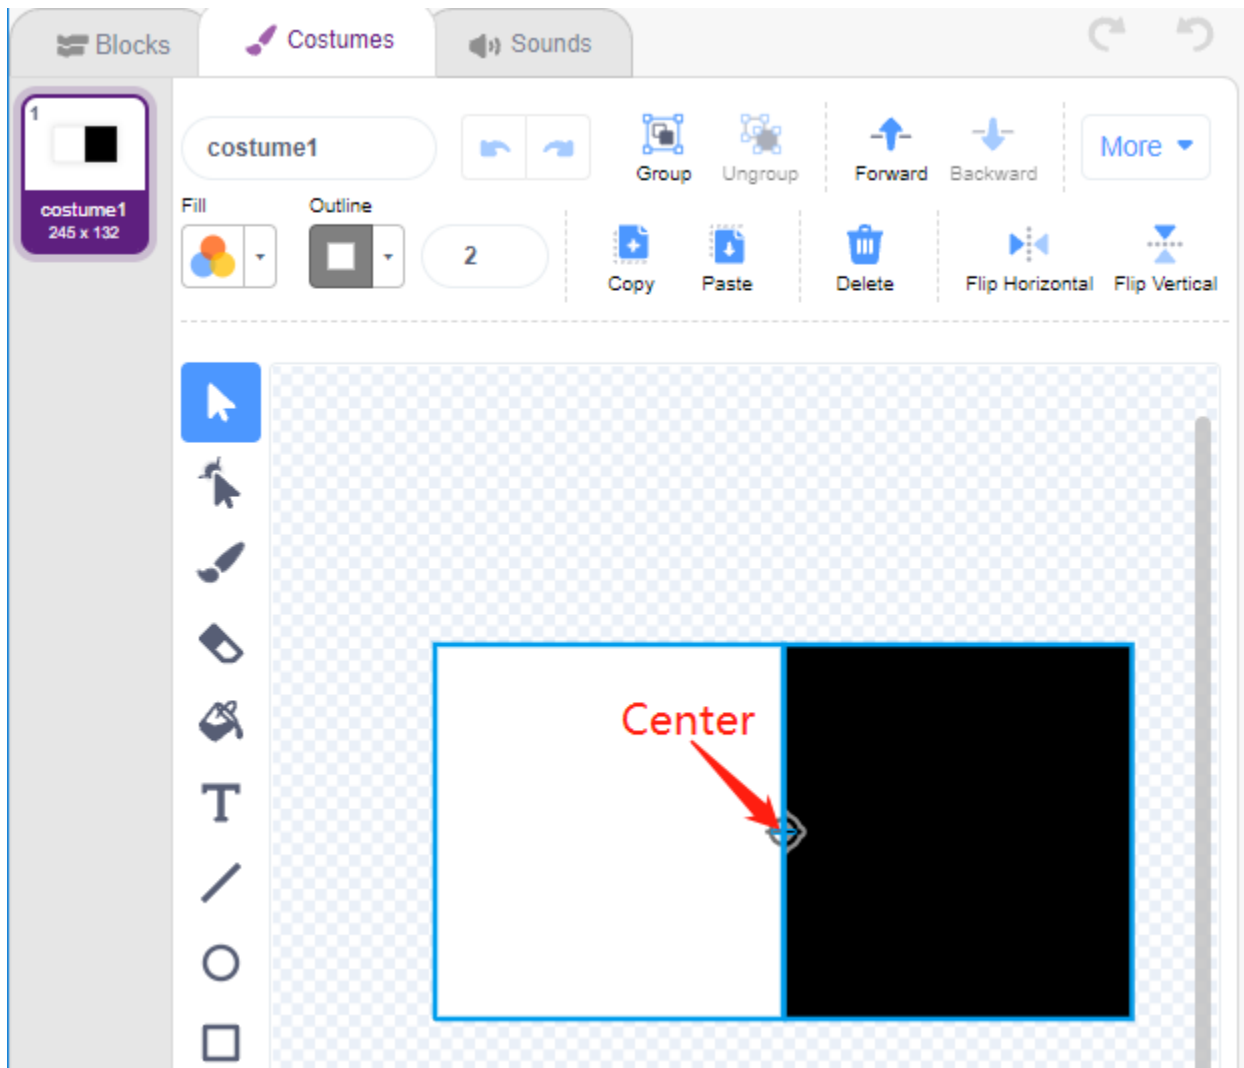 Blocks
Costumes
Sounds
1
costume1
245 x 132
costume1
Group
Ungroup
Forward
Backward
More
Fill
Outline
2
Copy
Paste
Delete
Flip Horizontal
Flip Vertical
T
Center